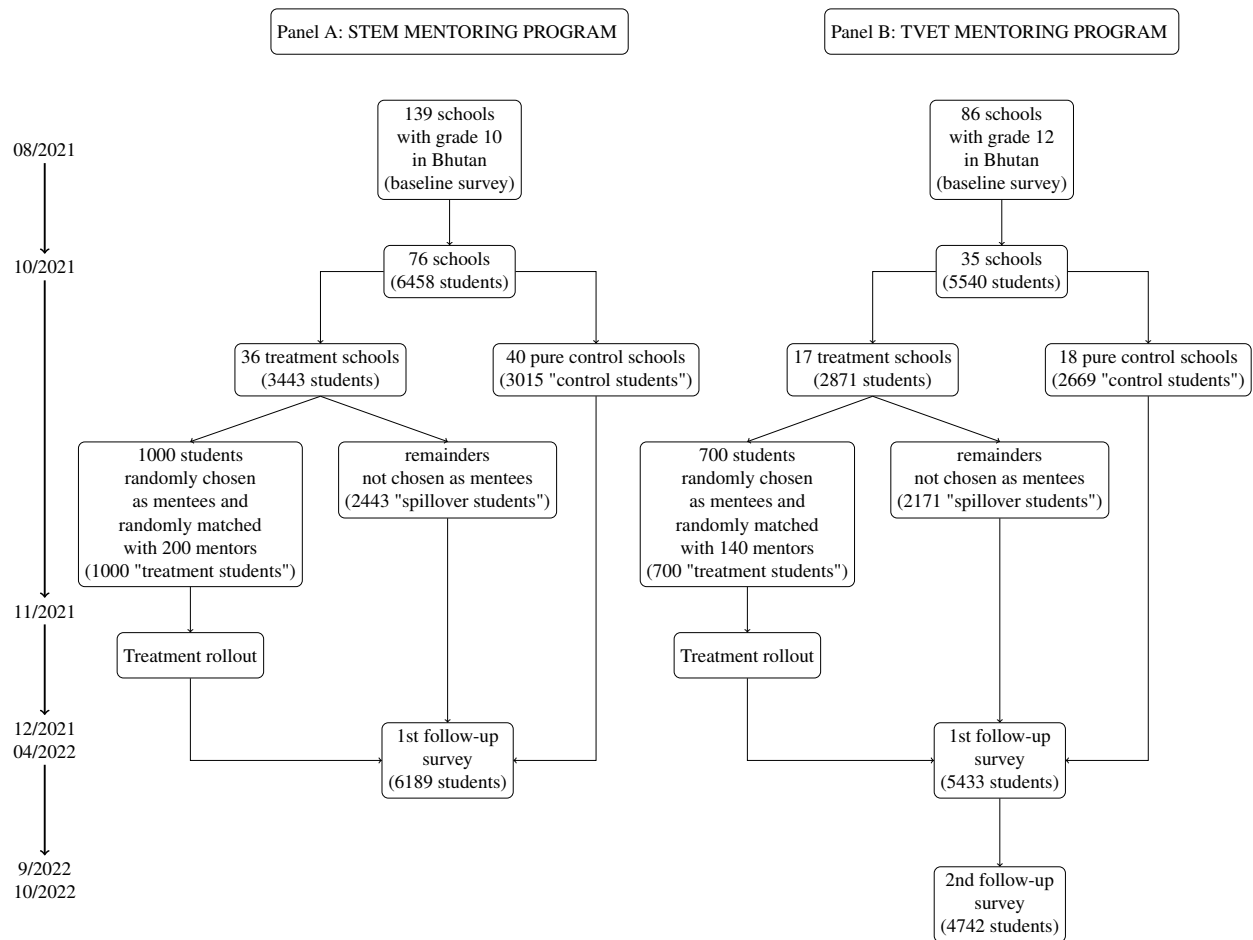 Panel A: STEM MENTORING PROGRAM
Panel B: TVET MENTORING PROGRAM
08/2021
10/2021
11/2021
12/2021
04/2022
9/2022
10/2022
139 schools
with grade 10
in Bhutan
(baseline survey)
76 schools
(6458 students)
36 treatment schools
(3443 students)
40 pure control schools
(3015 "control students")
1000 students
randomly chosen
as mentees and
randomly matched
with 200 mentors
(1000 "treatment students")
remainders
not chosen as mentees
(2443 "spillover students")
Treatment rollout
1st follow-up
survey
(6189 students)
86 schools
with grade 12
in Bhutan
(baseline survey)
35 schools
(5540 students)
17 treatment schools
(2871 students)
18 pure control schools
(2669 "control students")
700 students
randomly chosen
as mentees and
randomly matched
with 140 mentors
(700 "treatment students")
remainders
not chosen as mentees
(2171 "spillover students")
Treatment rollout
1st follow-up
survey
(5433 students)
2nd follow-up
survey
(4742 students)